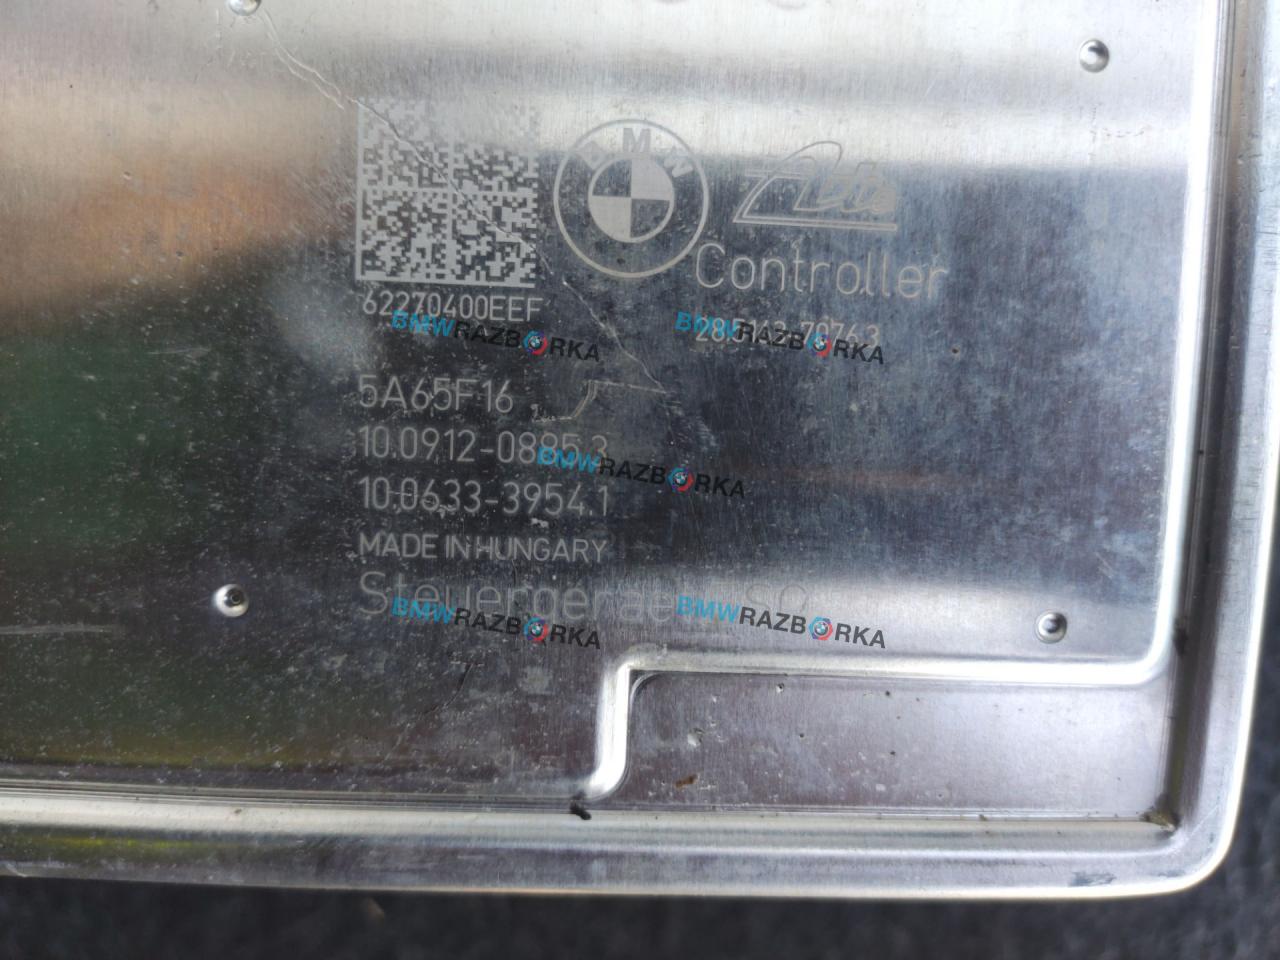 BMW
Ate
Controller
62270400EEF
5A65F16
10.0912-0885.3
10.0633-3954.1
MADE IN HUNGARY
BMWRAZBORKA
BMWRAZBORKA
BMWRAZBORKA
BMWRAZBORKA
BMWRAZBORKA